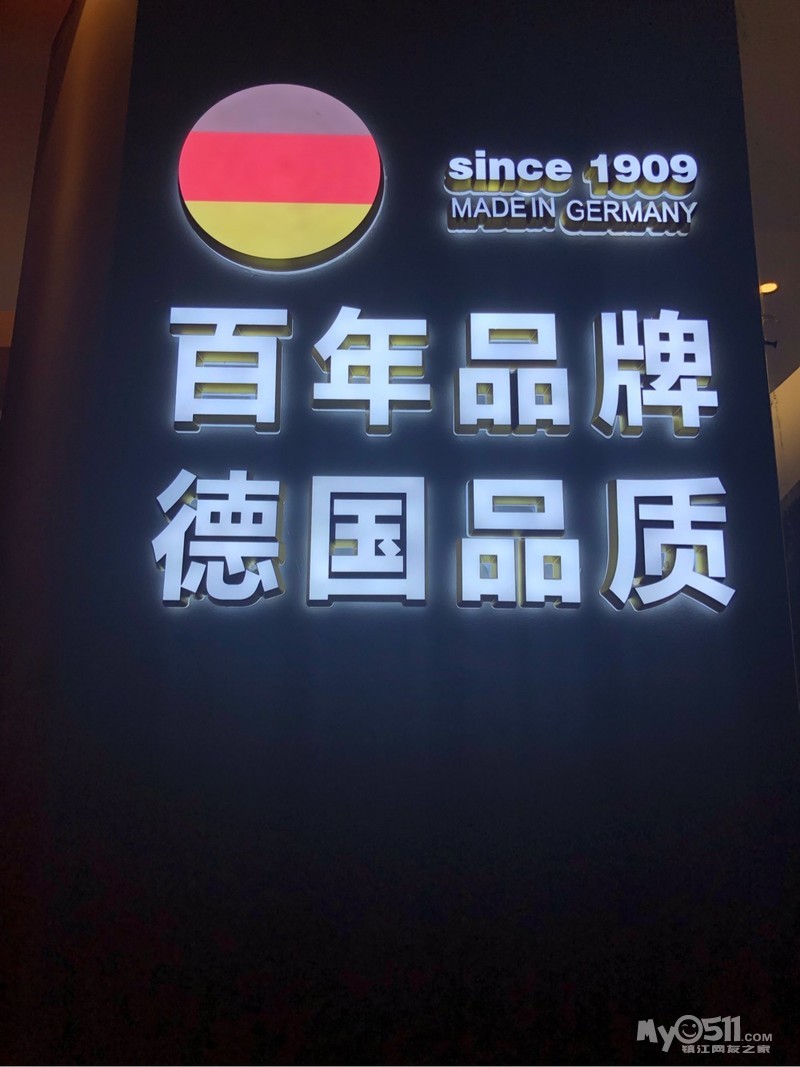 since 1909
MADE IN GERMANY
百年品牌
德国品质
My0511.COM
镇江网友之家